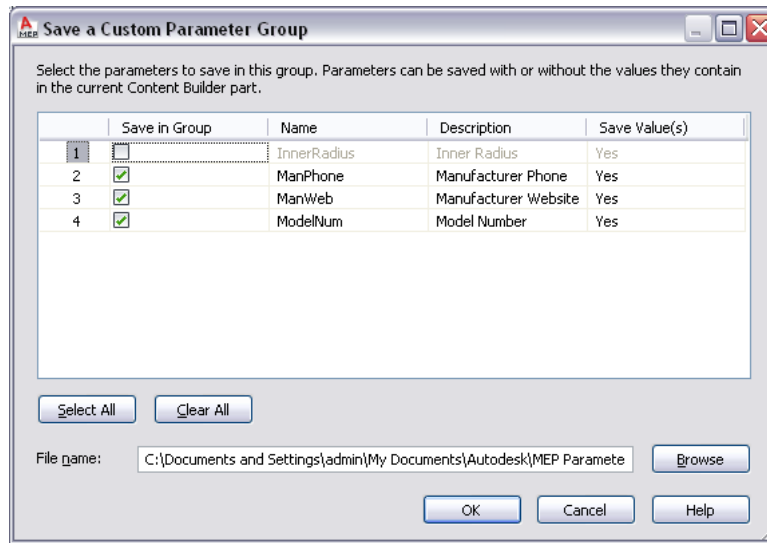 A MEP Save a Custom Parameter Group
Select the parameters to save in this group. Parameters can be saved with or without the values they contain
in the current Content Builder part.
Save in Group Name Description Save Value(s)
1 InnerRadius Inner Radius Yes
2 ManPhone Manufacturer Phone Yes
3 ManWeb Manufacturer Website Yes
4 ModelNum Model Number Yes
Select All Clear All
File name: C:\Documents and Settings\admin\My Documents\Autodesk\MEP Paramete Browse
OK Cancel Help